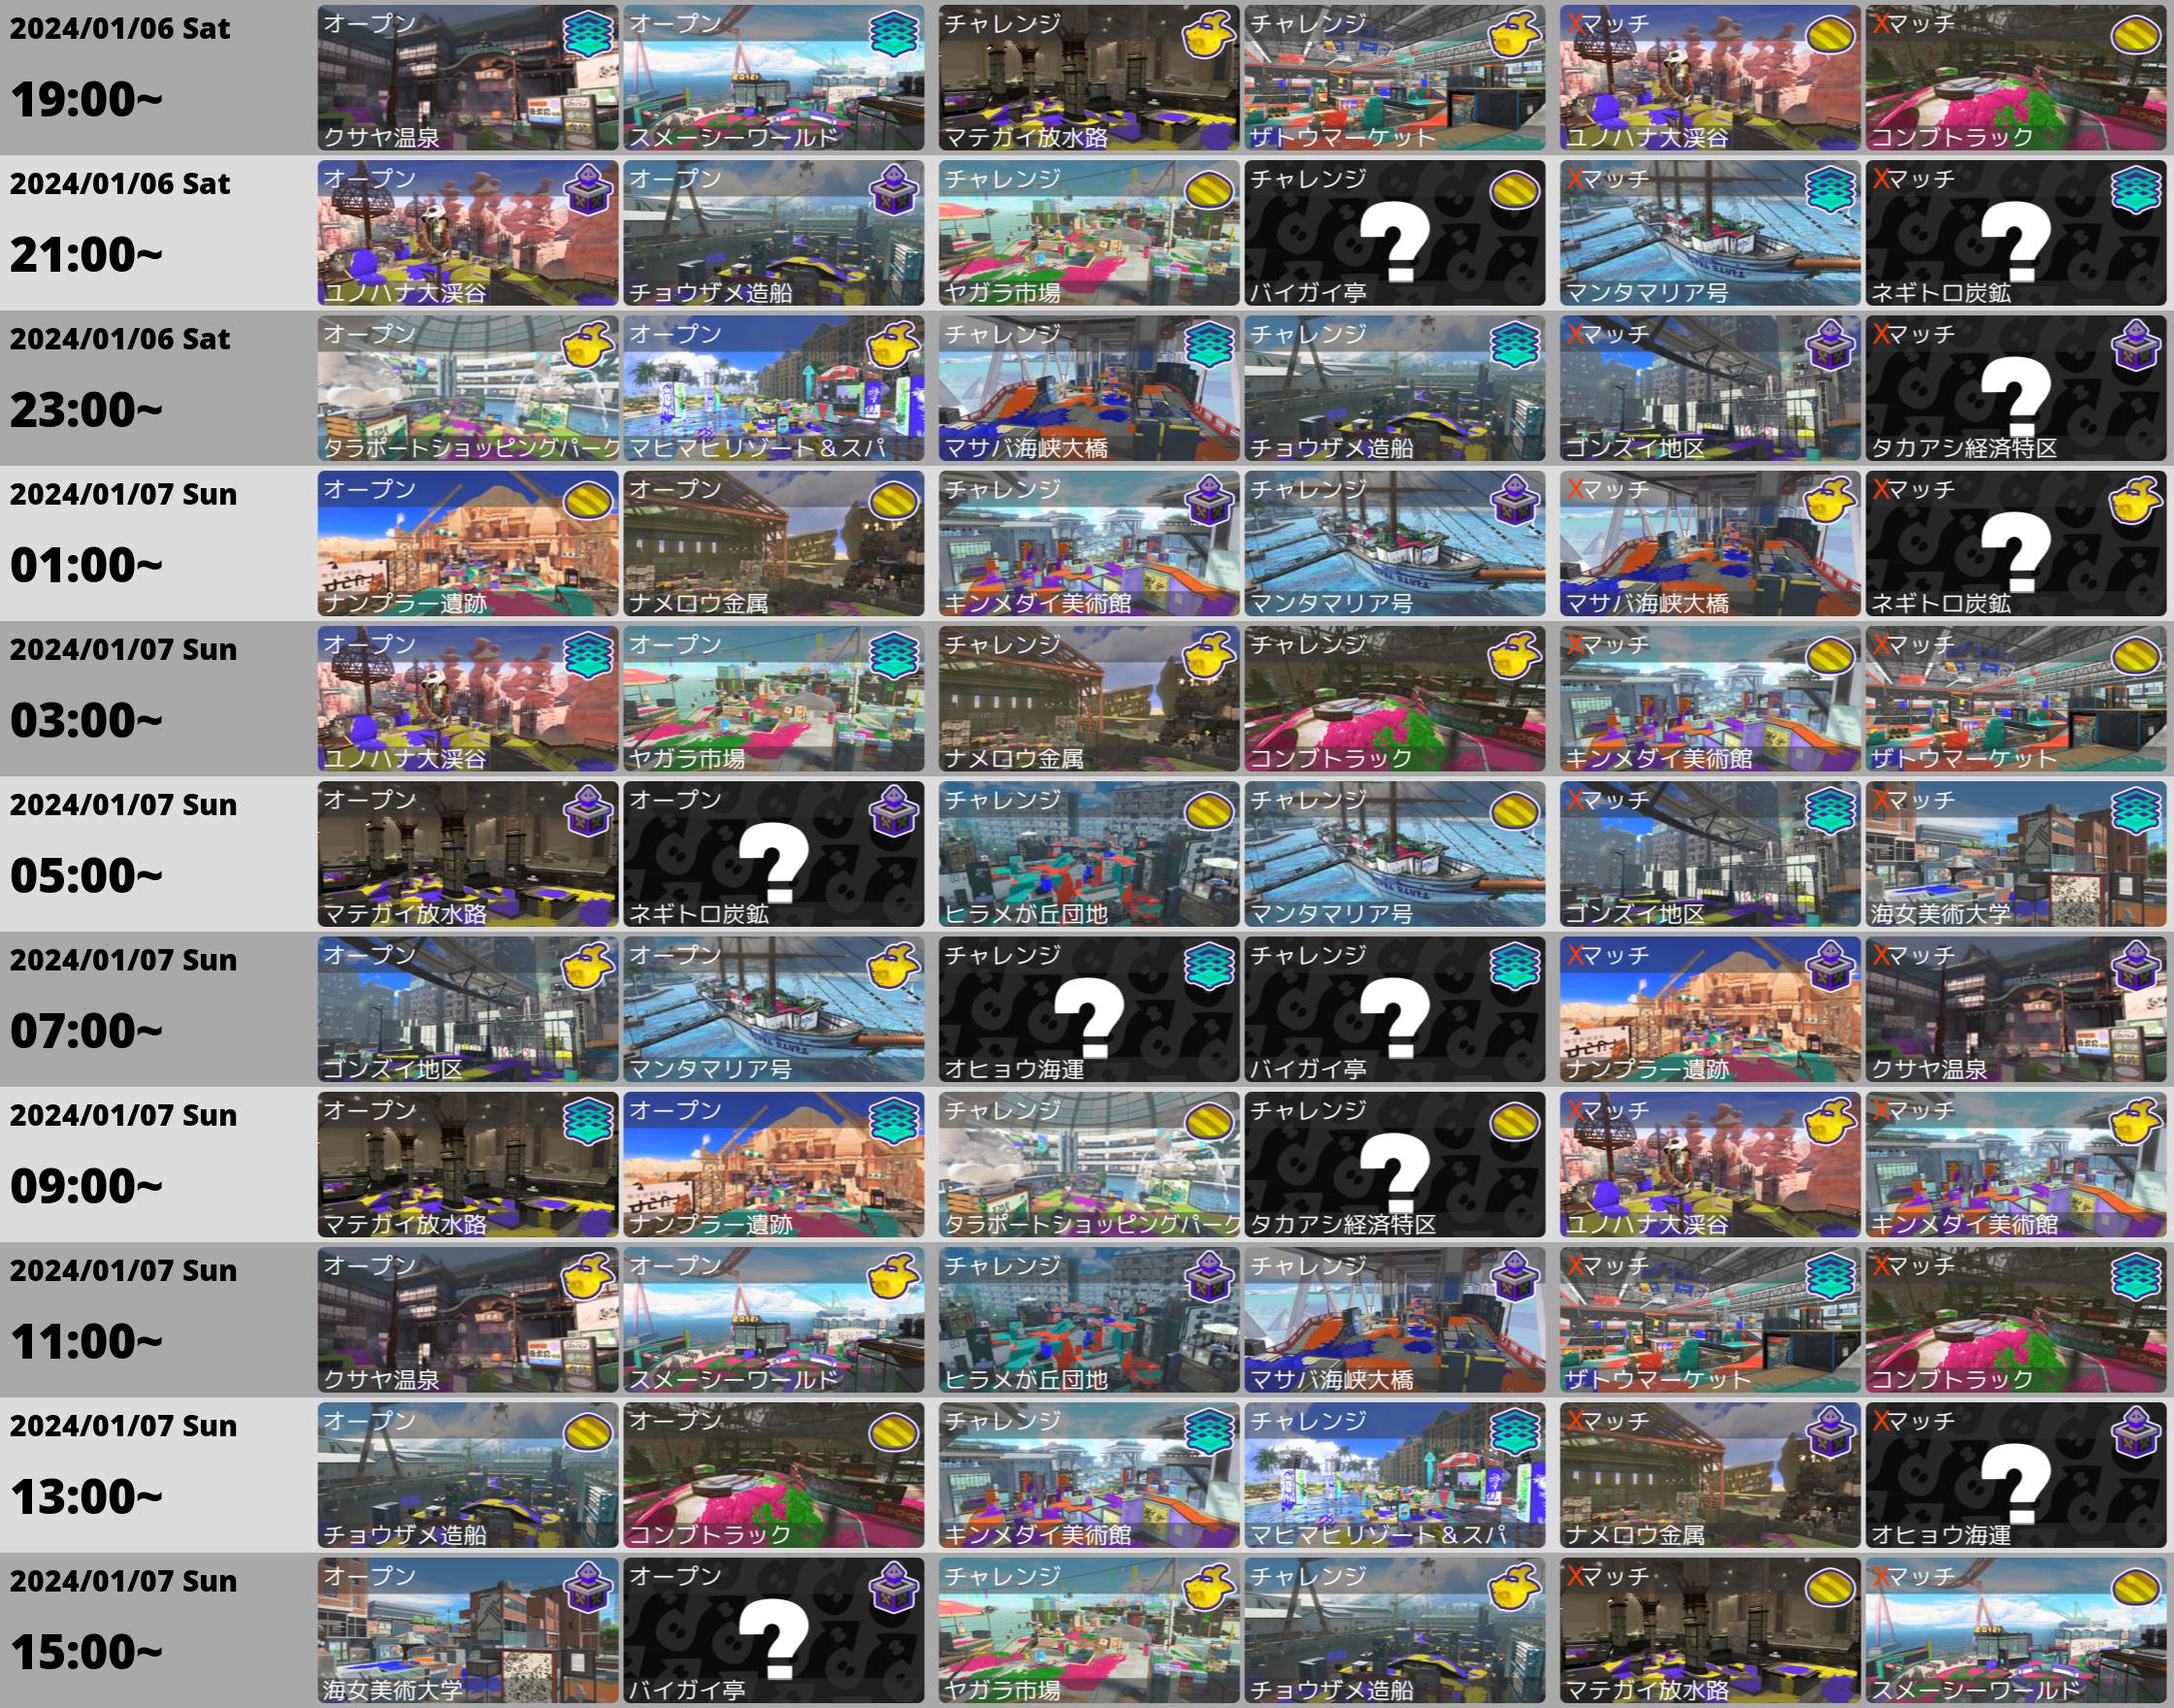 2024/01/06 Sat
19:00~
オープン
クサヤ温泉
オープン
スメーシーワールド
チャレンジ
マテガイ放水路
チャレンジ
ザトウマーケット
Xマッチ
ユノハナ大渓谷
Xマッチ
コンブトラック
2024/01/06 Sat
21:00~
オープン
ユノハナ大渓谷
オープン
チョウザメ造船
チャレンジ
ヤガラ市場
チャレンジ
?
バイガイ亭
Xマッチ
マンタマリア号
Xマッチ
?
ネギトロ炭鉱
2024/01/06 Sat
23:00~
オープン
タラポートショッピングパーク
オープン
マヒマヒリゾート&スパ
チャレンジ
マサバ海峡大橋
チャレンジ
チョウザメ造船
Xマッチ
ゴンズイ地区
Xマッチ
?
タカアシ経済特区
2024/01/07 Sun
01:00~
オープン
ナンプラー遺跡
オープン
ナメロウ金属
チャレンジ
キンメダイ美術館
チャレンジ
マンタマリア号
Xマッチ
マサバ海峡大橋
Xマッチ
?
ネギトロ炭鉱
2024/01/07 Sun
03:00~
オープン
ユノハナ大渓谷
オープン
ヤガラ市場
チャレンジ
ナメロウ金属
チャレンジ
コンブトラック
Xマッチ
キンメダイ美術館
Xマッチ
ザトウマーケット
2024/01/07 Sun
05:00~
オープン
マテガイ放水路
オープン
?
ネギトロ炭鉱
チャレンジ
ヒラメが丘団地
チャレンジ
マンタマリア号
Xマッチ
ゴンズイ地区
Xマッチ
海女美術大学
2024/01/07 Sun
07:00~
オープン
ゴンズイ地区
オープン
マンタマリア号
チャレンジ
?
オヒョウ海運
チャレンジ
?
バイガイ亭
Xマッチ
ナンプラー遺跡
Xマッチ
クサヤ温泉
2024/01/07 Sun
09:00~
オープン
マテガイ放水路
オープン
ナンプラー遺跡
チャレンジ
タラポートショッピングパーク
チャレンジ
?
タカアシ経済特区
Xマッチ
ユノハナ大渓谷
Xマッチ
キンメダイ美術館
2024/01/07 Sun
11:00~
オープン
クサヤ温泉
オープン
スメーシーワールド
チャレンジ
ヒラメが丘団地
チャレンジ
マサバ海峡大橋
Xマッチ
ザトウマーケット
Xマッチ
コンブトラック
2024/01/07 Sun
13:00~
オープン
チョウザメ造船
オープン
コンブトラック
チャレンジ
キンメダイ美術館
チャレンジ
マヒマヒリゾート&スパ
Xマッチ
ナメロウ金属
Xマッチ
?
オヒョウ海運
2024/01/07 Sun
15:00~
オープン
海女美術大学
オープン
?
バイガイ亭
チャレンジ
ヤガラ市場
チャレンジ
チョウザメ造船
Xマッチ
マテガイ放水路
Xマッチ
スメーシーワールド